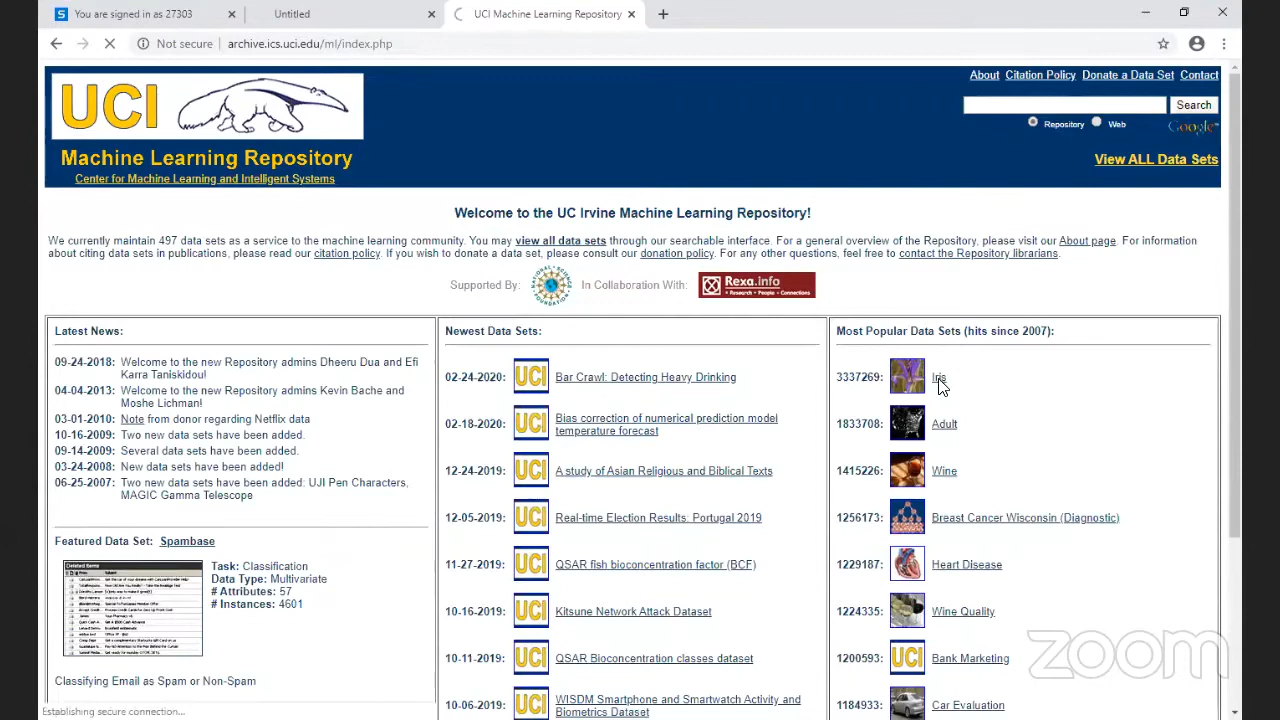 You are signed in as 27303
Untitled
UCI Machine Learning Repository
Not secure | archive.ics.uci.edu/ml/index.php
About Citation Policy Donate a Data Set Contact
UCI
Search
Repository Web Google™
Machine Learning Repository
View ALL Data Sets
Center for Machine Learning and Intelligent Systems
Welcome to the UC Irvine Machine Learning Repository!
We currently maintain 497 data sets as a service to the machine learning community. You may view all data sets through our searchable interface. For a general overview of the Repository, please visit our About page. For information
about citing data sets in publications, please read our citation policy. If you wish to donate a data set, please consult our donation policy. For any other questions, feel free to contact the Repository librarians.
Supported By: In Collaboration With: Rexa.info
Research • People • Connections
Latest News:
09-24-2018: Welcome to the new Repository admins Dheeru Dua and Efi
Karra Taniskidou!
04-04-2013: Welcome to the new Repository admins Kevin Bache and
Moshe Lichman!
03-01-2010: Note from donor regarding Netflix data
10-16-2009: Two new data sets have been added.
09-14-2009: Several data sets have been added.
03-24-2008: New data sets have been added!
06-25-2007: Two new data sets have been added: UJI Pen Characters,
MAGIC Gamma Telescope
Featured Data Set: Spambase
Task: Classification
Data Type: Multivariate
# Attributes: 57
# Instances: 4601
Deleted Items
Classifying Email as Spam or Non-Spam
Newest Data Sets:
02-24-2020: UCI Bar Crawl: Detecting Heavy Drinking
02-18-2020: UCI Bias correction of numerical prediction model
temperature forecast
12-24-2019: UCI A study of Asian Religious and Biblical Texts
12-05-2019: UCI Real-time Election Results: Portugal 2019
11-27-2019: UCI QSAR fish bioconcentration factor (BCF)
10-16-2019: UCI Kitsune Network Attack Dataset
10-11-2019: UCI QSAR Bioconcentration classes dataset
10-06-2019: UCI WISDM Smartphone and Smartwatch Activity and
Biometrics Dataset
Most Popular Data Sets (hits since 2007):
3337269: Iris
1833708: Adult
1415226: Wine
1256173: Breast Cancer Wisconsin (Diagnostic)
1229187: Heart Disease
1224335: Wine Quality
1200593: UCI Bank Marketing
1184933: Car Evaluation
zoom
Establishing secure connection...